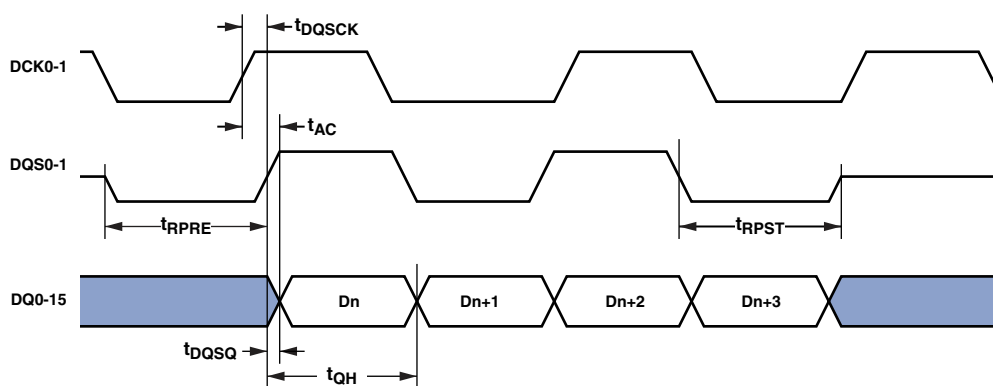 tDQSCK
DCK0-1
tAC
DQS0-1
tRPRE
tRPST
DQ0-15
Dn
Dn+1
Dn+2
Dn+3
tDQSQ
tQH